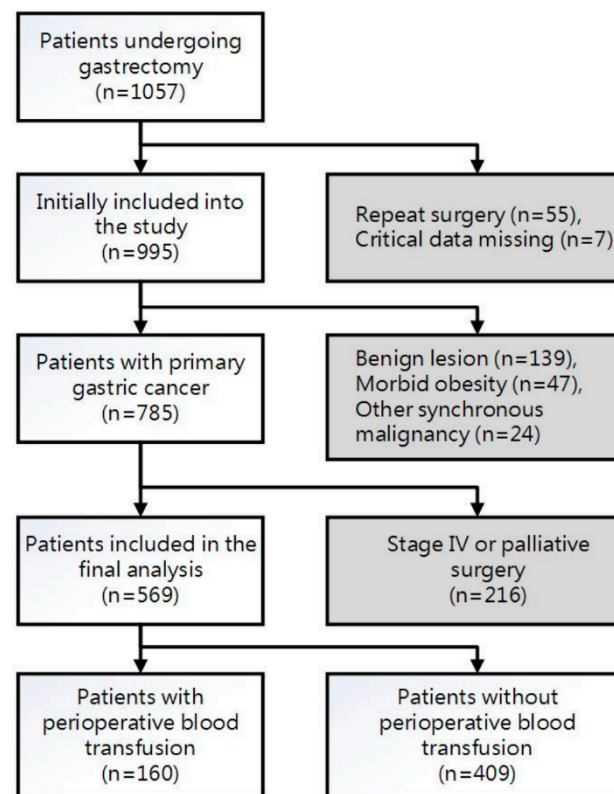 Patients undergoing
gastrectomy
(n=1057)
Initially included into
the study
(n=995)
Repeat surgery (n=55),
Critical data missing (n=7)
Patients with primary
gastric cancer
(n=785)
Benign lesion (n=139),
Morbid obesity (n=47),
Other synchronous
malignancy (n=24)
Patients included in the
final analysis
(n=569)
Stage IV or palliative
surgery
(n=216)
Patients with
perioperative blood
transfusion
(n=160)
Patients without
perioperative blood
transfusion
(n=409)